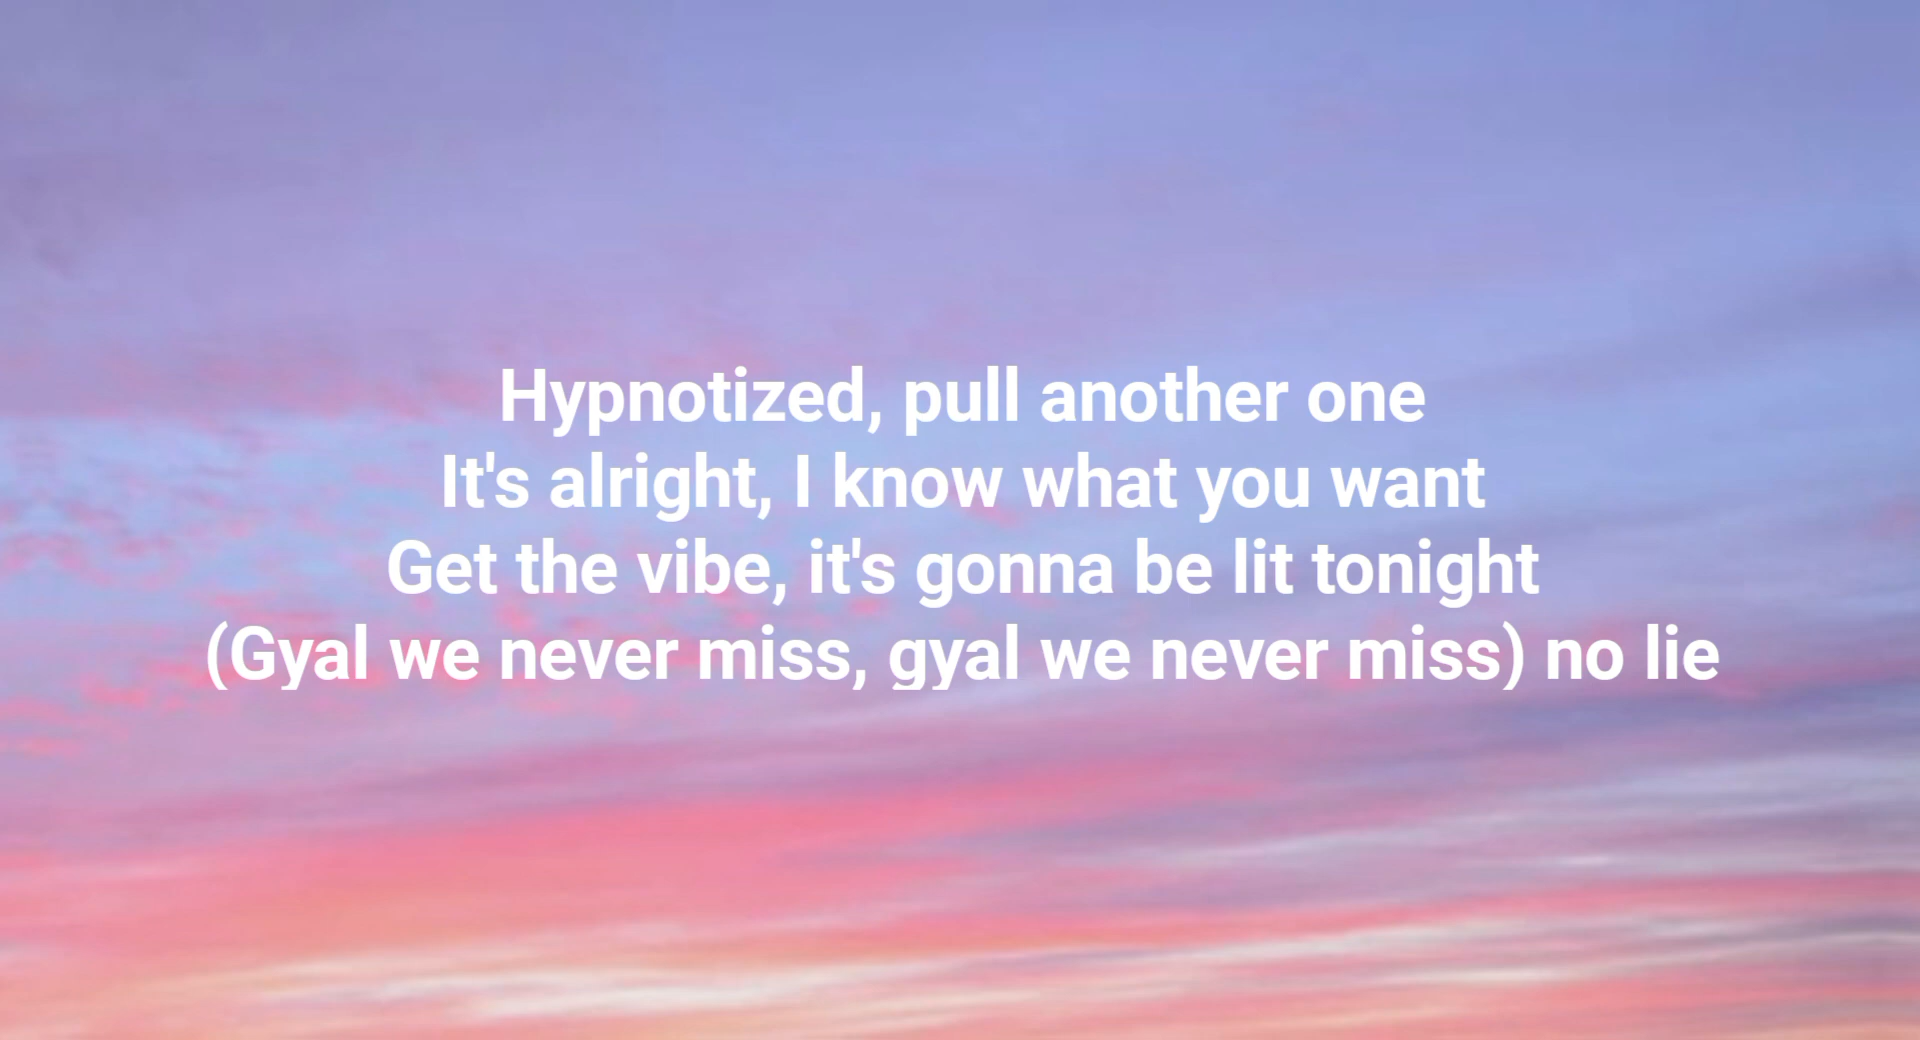 Hypnotized, pull another one
It's alright, I know what you want
Get the vibe, it's gonna be lit tonight
(Gyal we never miss, gyal we never miss) no lie